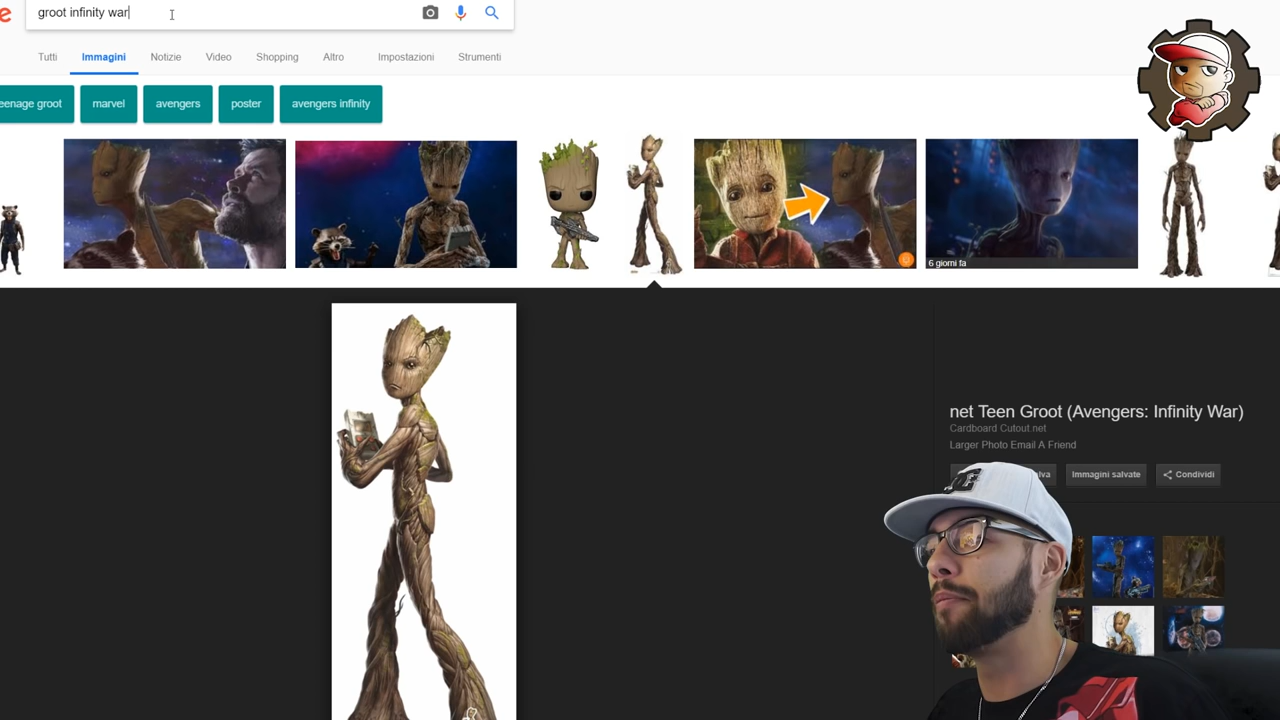 groot infinity war
Tutti Immagini Notizie Video Shopping Altro Impostazioni Strumenti
eenage groot marvel avengers poster avengers infinity
6 giorni fa
net Teen Groot (Avengers: Infinity War)
Cardboard Cutout.net
Larger Photo Email A Friend
lva Immagini salvate Condividi